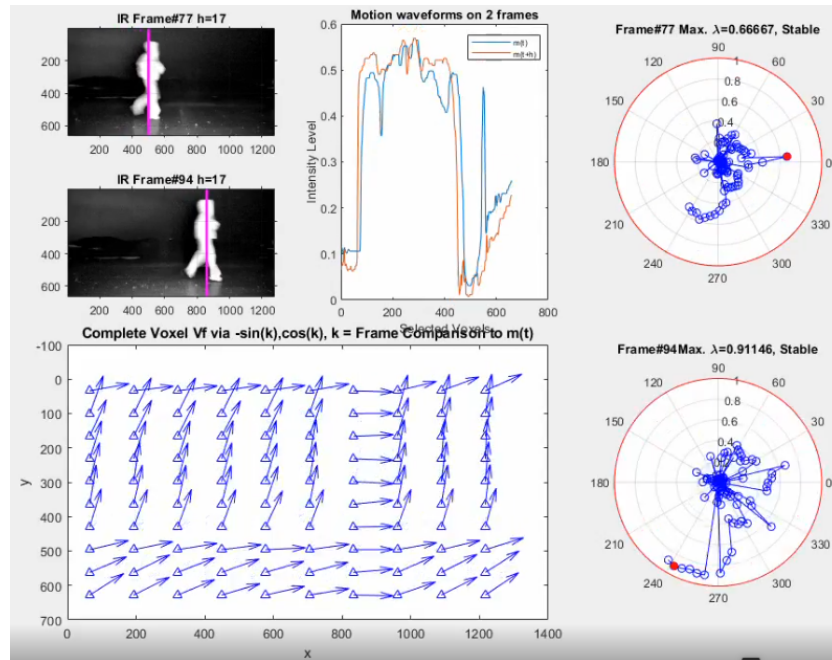 IR Frame#77 h=17
200
400
600
200 400 600 800 1000 1200
IR Frame#94 h=17
200
400
600
200 400 600 800 1000 1200
Motion waveforms on 2 frames
m(t)
m(t+h)
Intensity Level
0.6
0.5
0.4
0.3
0.2
0.1
0
0 200 400 600 800
Selected Voxels
Frame#77 Max. λ=0.66667, Stable
90
120 60
150 30
180 0
210 330
240 300
270
1
0.8
0.6
0.4
Complete Voxel Vf via -sin(k),cos(k), k = Frame Comparison to m(t)
-100
0
100
200
300
400
500
600
700
y
0 200 400 600 800 1000 1200 1400
x
Frame#94Max. λ=0.91146, Stable
90
120 60
150 30
180 0
210 330
240 300
270
1
0.8
0.6
0.4